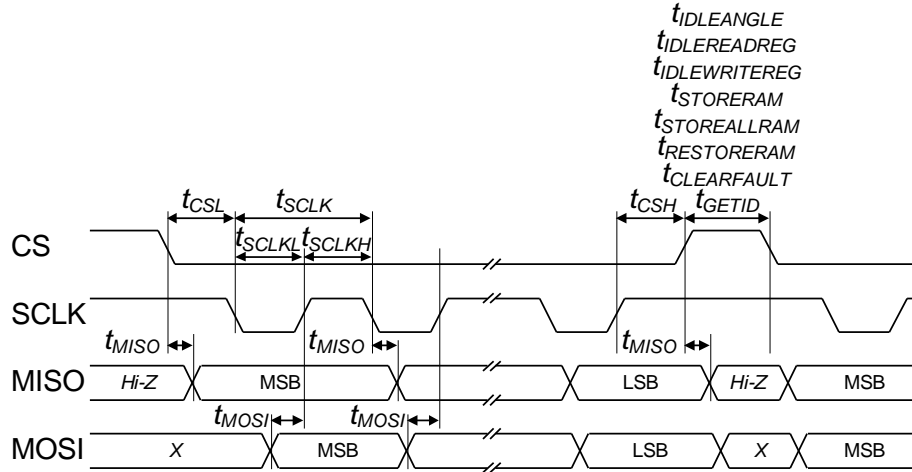 tIDLEANGLE
tIDLEREADREG
tIDLEWRITEREG
tSTORERAM
tSTOREALLRAM
tRESTORERAM
tCLEARFAULT
tCSL tSCLK tCSH tGETID
CS tSCLKL tSCLKH
SCLK
tMISO tMISO tMISO
MISO Hi-Z MSB LSB Hi-Z MSB
tMOSI tMOSI
MOSI X MSB LSB X MSB